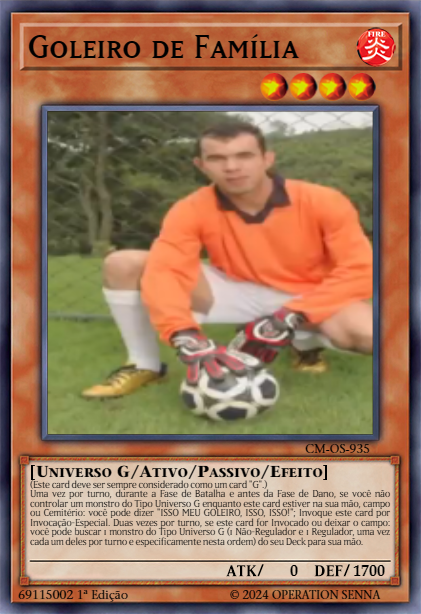 Goleiro de Família
FIRE
炎
CM-OS-935
[Universo G/Ativo/Passivo/Efeito]
(Este card deve ser sempre considerado como um card "G".)
Uma vez por turno, durante a Fase de Batalha e antes da Fase de Dano, se você não
controlar um monstro do Tipo Universo G enquanto este card estiver na sua mão, campo
ou Cemitério: você pode dizer "ISSO MEU GOLEIRO, ISSO, ISSO!"; Invoque este card por
Invocação-Especial. Duas vezes por turno, se este card for Invocado ou deixar o campo:
você pode buscar 1 monstro do Tipo Universo G (1 Não-Regulador e 1 Regulador, uma vez
cada um deles por turno e especificamente nesta ordem) do seu Deck para sua mão.
ATK/ 0 DEF/ 1700
69115002 1ª Edição
© 2024 OPERATION SENNA